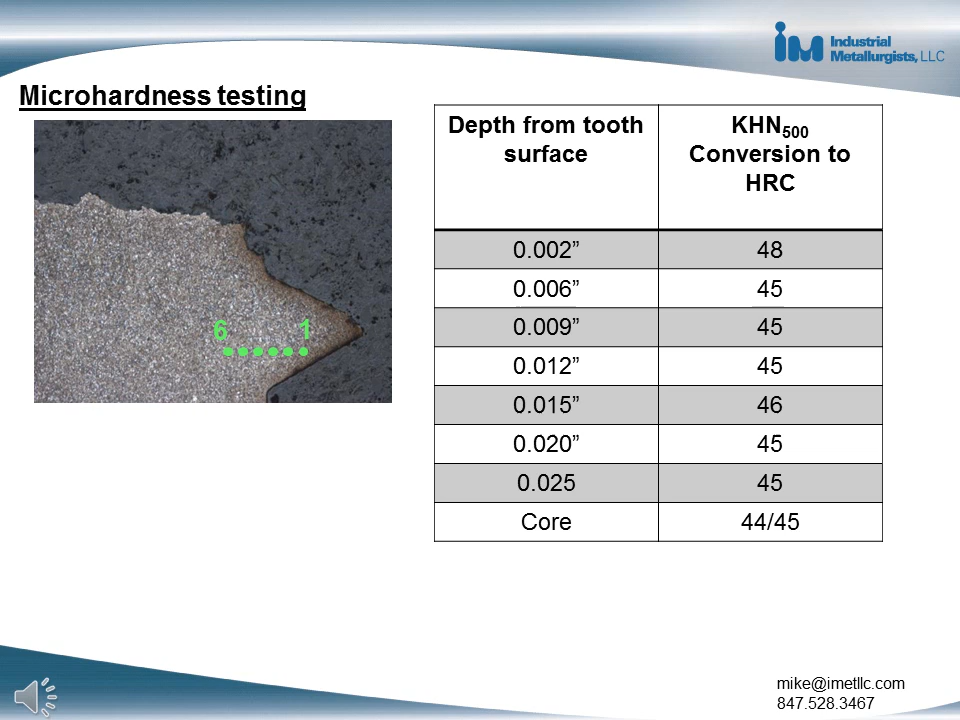 iM Industrial
Metallurgists, LLC
Microhardness testing
6 1
Depth from tooth
surface
KHN500
Conversion to
HRC
0.002” 48
0.006” 45
0.009” 45
0.012” 45
0.015” 46
0.020” 45
0.025 45
Core 44/45
mike@imetllc.com
847.528.3467